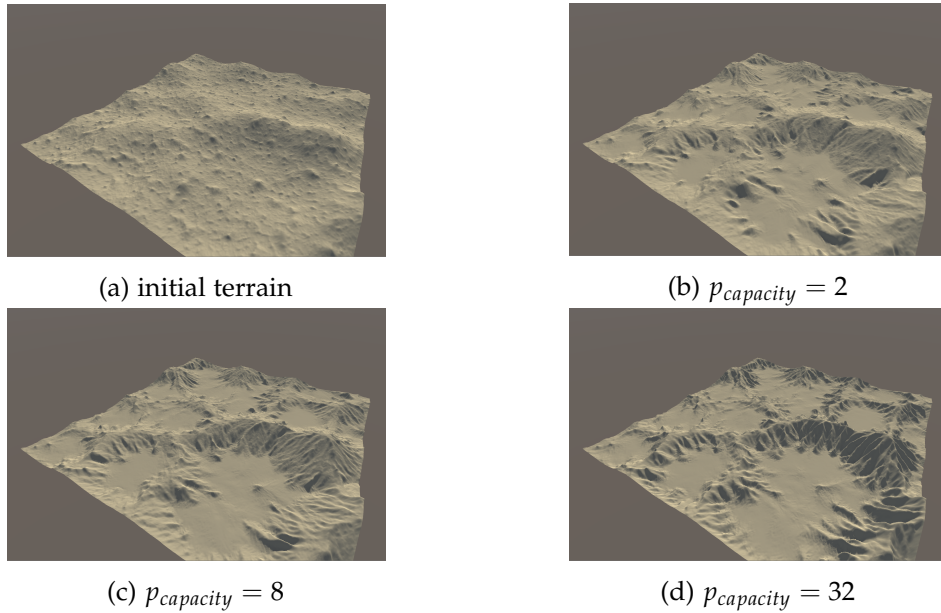 (a) initial terrain
(b) p_capacity = 2
(c) p_capacity = 8
(d) p_capacity = 32